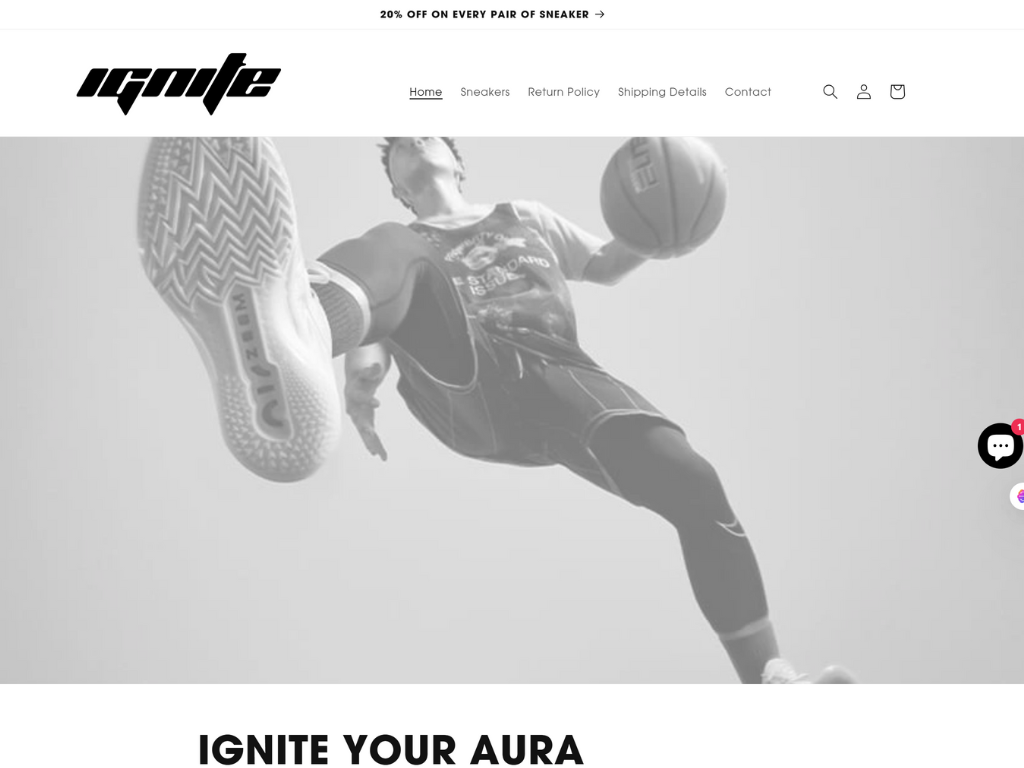 20% OFF ON EVERY PAIR OF SNEAKER
ignite
Home Sneakers Return Policy Shipping Details Contact
E STANDARD
ISSUE
1
IGNITE YOUR AURA